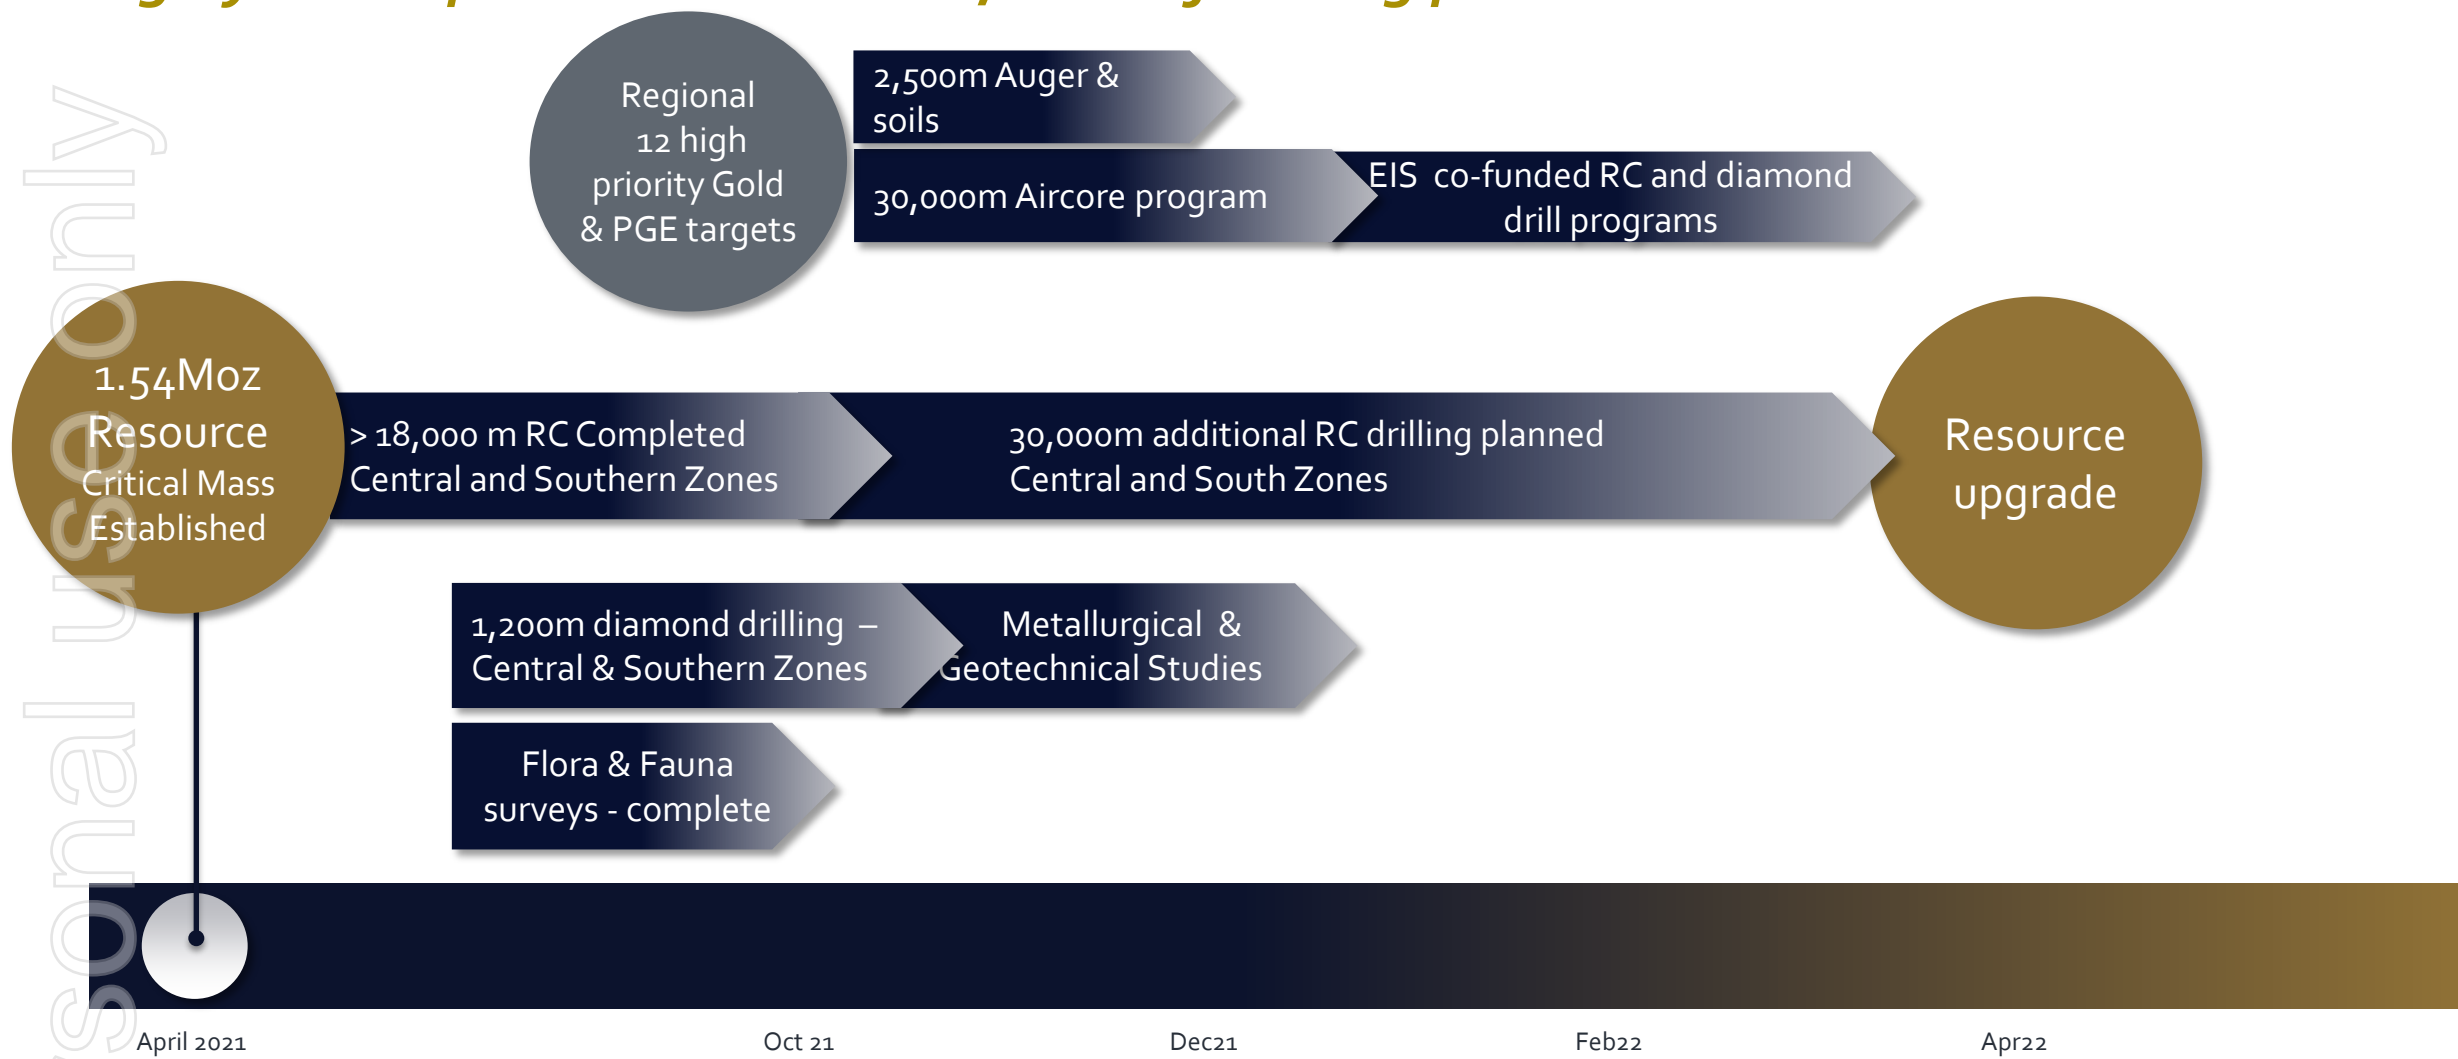 Regional
12 high
priority Gold
& PGE targets
2,500m Auger &
soils
30,000m Aircore program
EIS  co-funded RC and diamond
drill programs
1.54Moz
Resource
Critical Mass
Established
> 18,000 m RC Completed
Central and Southern Zones
30,000m additional RC drilling planned
Central and South Zones
Resource
upgrade
1,200m diamond drilling –
Central & Southern Zones
Metallurgical  &
Geotechnical Studies
Flora & Fauna
surveys - complete
April 2021
Oct 21
Dec21
Feb22
Apr22
use only